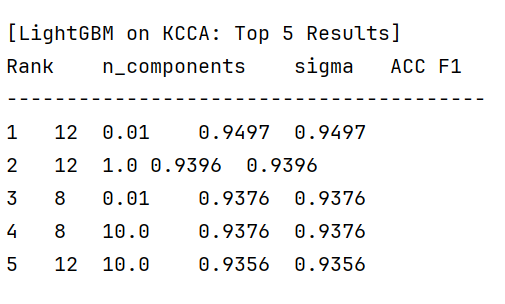 [LightGBM on KCCA: Top 5 Results]
Rank    n_components    sigma   ACC F1
----------------------------------------
1   12  0.01    0.9497  0.9497
2   12  1.0 0.9396  0.9396
3   8   0.01    0.9376  0.9376
4   8   10.0    0.9376  0.9376
5   12  10.0    0.9356  0.9356